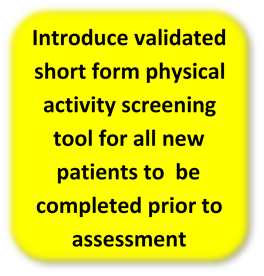 Introduce validated
short form physical
activity screening
tool for all new
patients to  be
completed prior to
assessment